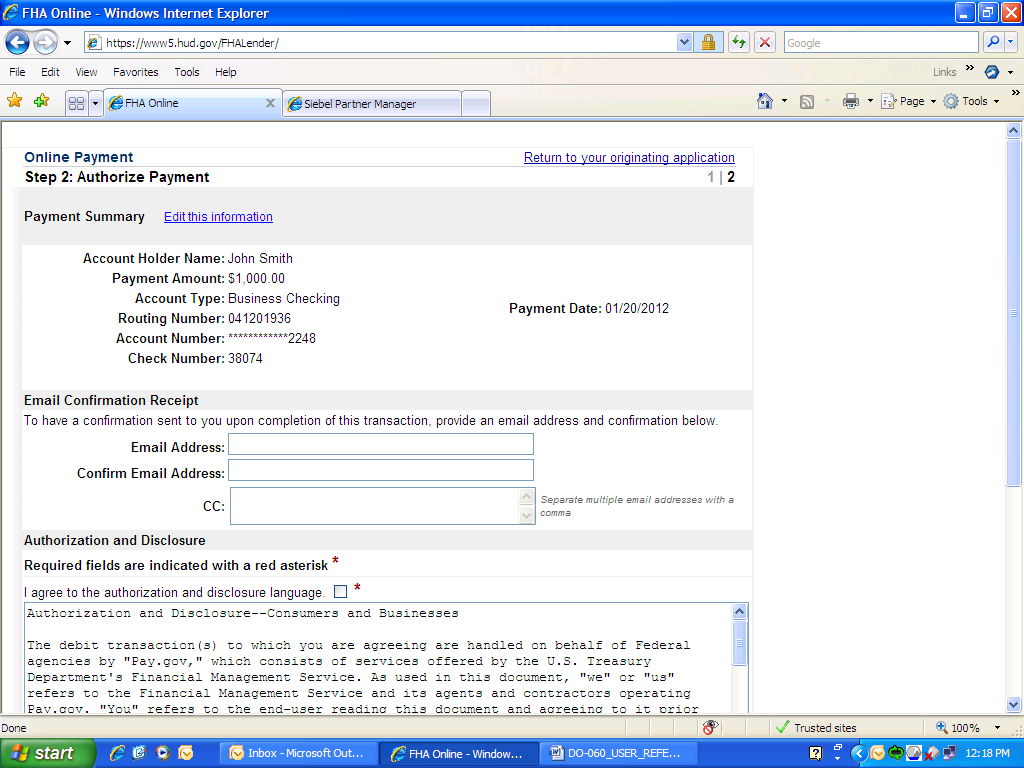 FHA Online - Windows Internet Explorer
https://www5.hud.gov/FHALender/
Google
File Edit View Favorites Tools Help
Links »
FHA Online
Siebel Partner Manager
Page
Tools
»
Online Payment
Return to your originating application
Step 2: Authorize Payment
1 | 2
Payment Summary Edit this information
Account Holder Name: John Smith
Payment Amount: $1,000.00
Account Type: Business Checking
Payment Date: 01/20/2012
Routing Number: 041201936
Account Number: ************2248
Check Number: 38074
Email Confirmation Receipt
To have a confirmation sent to you upon completion of this transaction, provide an email address and confirmation below.
Email Address:
Confirm Email Address:
CC:
Separate multiple email addresses with a
comma
Authorization and Disclosure
Required fields are indicated with a red asterisk *
I agree to the authorization and disclosure language. *
Authorization and Disclosure--Consumers and Businesses
The debit transaction(s) to which you are agreeing are handled on behalf of Federal
agencies by "Pay.gov," which consists of services offered by the U.S. Treasury
Department's Financial Management Service. As used in this document, "we" or "us"
refers to the Financial Management Service and its agents and contractors operating
Pay.gov. "You" refers to the end-user reading this document and agreeing to it prior
Done
Trusted sites
100%
start
Inbox - Microsoft Out...
FHA Online - Window...
DO-060_USER_REFE...
12:18 PM